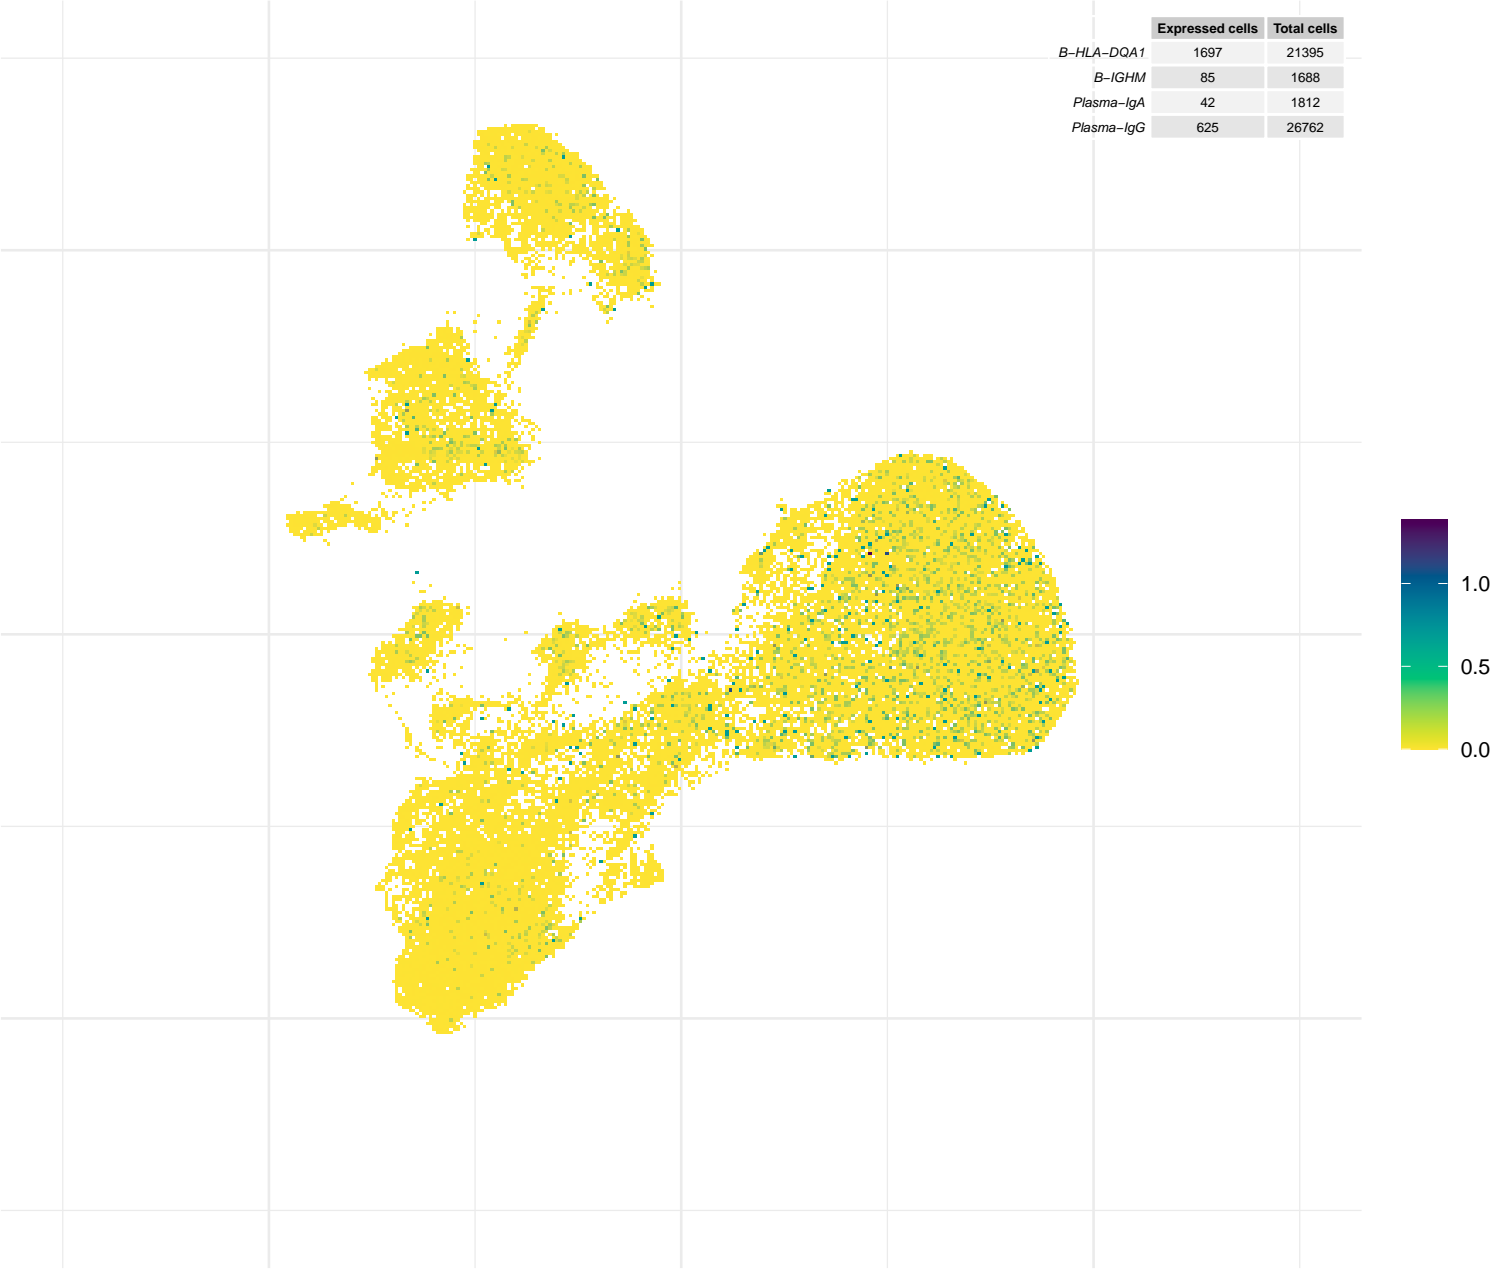 Expressed cells Total cells
B−HLA−DQA1 1697 21395
B−IGHM 85 1688
Plasma−IgA 42 1812
Plasma−IgG 625 26762
1.0
0.5
0.0